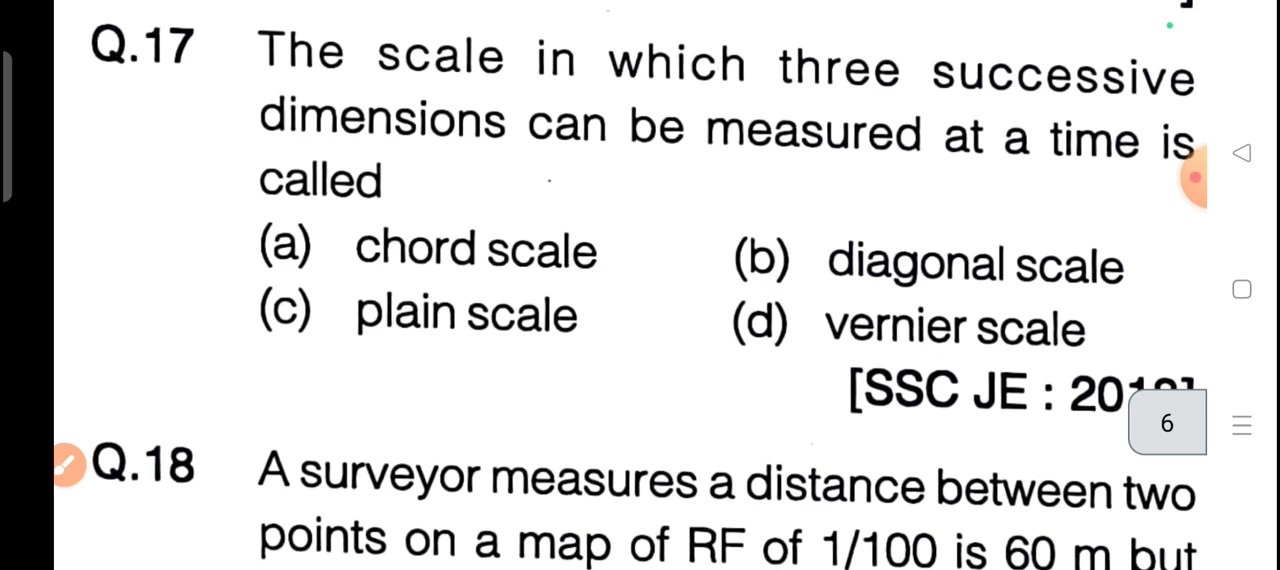 Q.17 The scale in which three successive
dimensions can be measured at a time is
called
(a) chord scale (b) diagonal scale
(c) plain scale (d) vernier scale
[SSC JE :
6
Q.18 A surveyor measures a distance between two
points on a map of RF of 1/100 is 60 m but